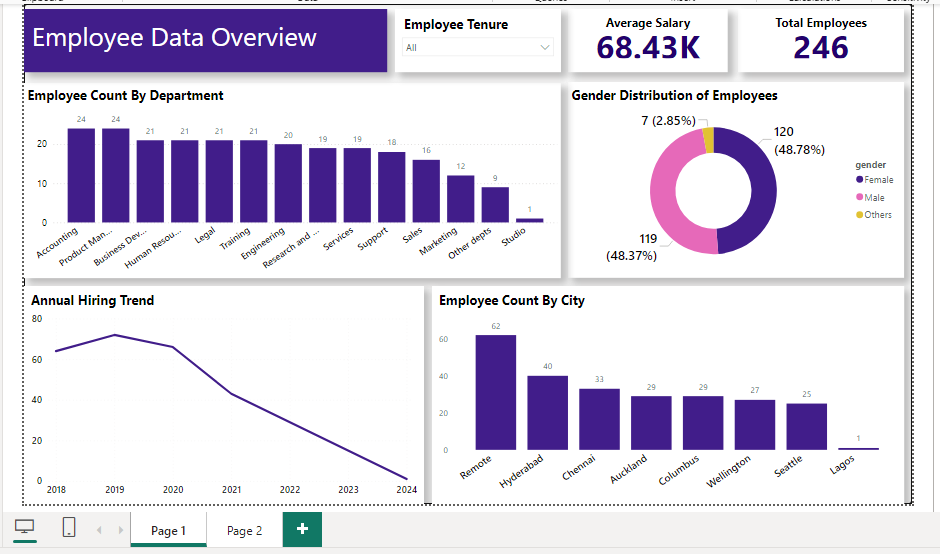 Employee Data Overview
Employee Tenure
All
Average Salary
68.43K
Total Employees
246
Employee Count By Department
20
10
0
24
24
21
21
21
21
20
19
19
18
16
12
9
1
Accounting
Product Man...
Business Dev...
Human Resou...
Legal
Training
Engineering
Research and ...
Services
Support
Sales
Marketing
Other depts
Studio
Gender Distribution of Employees
7 (2.85%)
120
(48.78%)
119
(48.37%)
gender
Female
Male
Others
Annual Hiring Trend
80
60
40
20
0
2018
2019
2020
2021
2022
2023
2024
Employee Count By City
60
40
20
0
62
40
33
29
29
27
25
1
Remote
Hyderabad
Chennai
Auckland
Columbus
Wellington
Seattle
Lagos
Page 1
Page 2
+